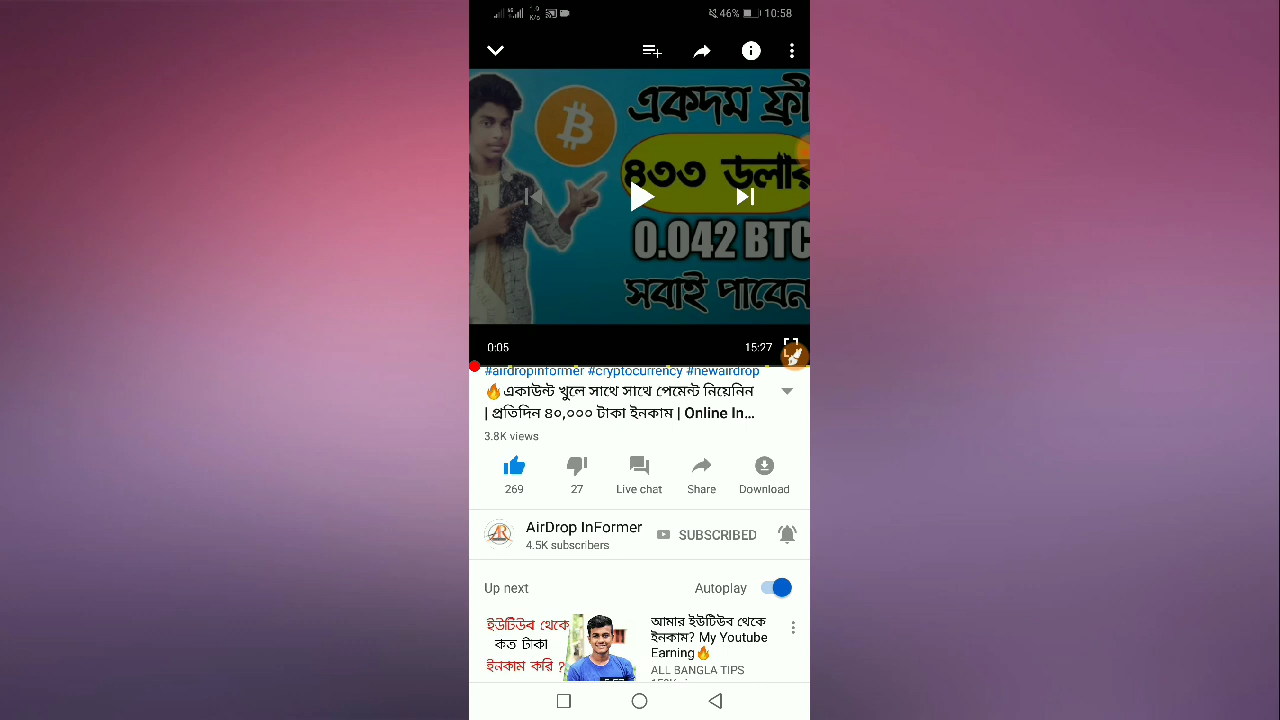 1.0
K/s
46% 10:58
একদম ফ্রী
৪৩৩ ডলার
0.042 BTC
সবাই পাবেন
0:05 15:27
#airdropinformer #cryptocurrency #newairdrop
🔥একাউন্ট খুলে সাথে সাথে পেমেন্ট নিয়েনিন
| প্রতিদিন ৪০,০০০ টাকা ইনকাম | Online In...
3.8K views
269 27 Live chat Share Download
AirDrop InFormer
4.5K subscribers
SUBSCRIBED
Up next Autoplay
ইউটিউব থেকে
কত টাকা
ইনকাম করি ?
আমার ইউটিউব থেকে
ইনকাম? My Youtube
Earning🔥
ALL BANGLA TIPS